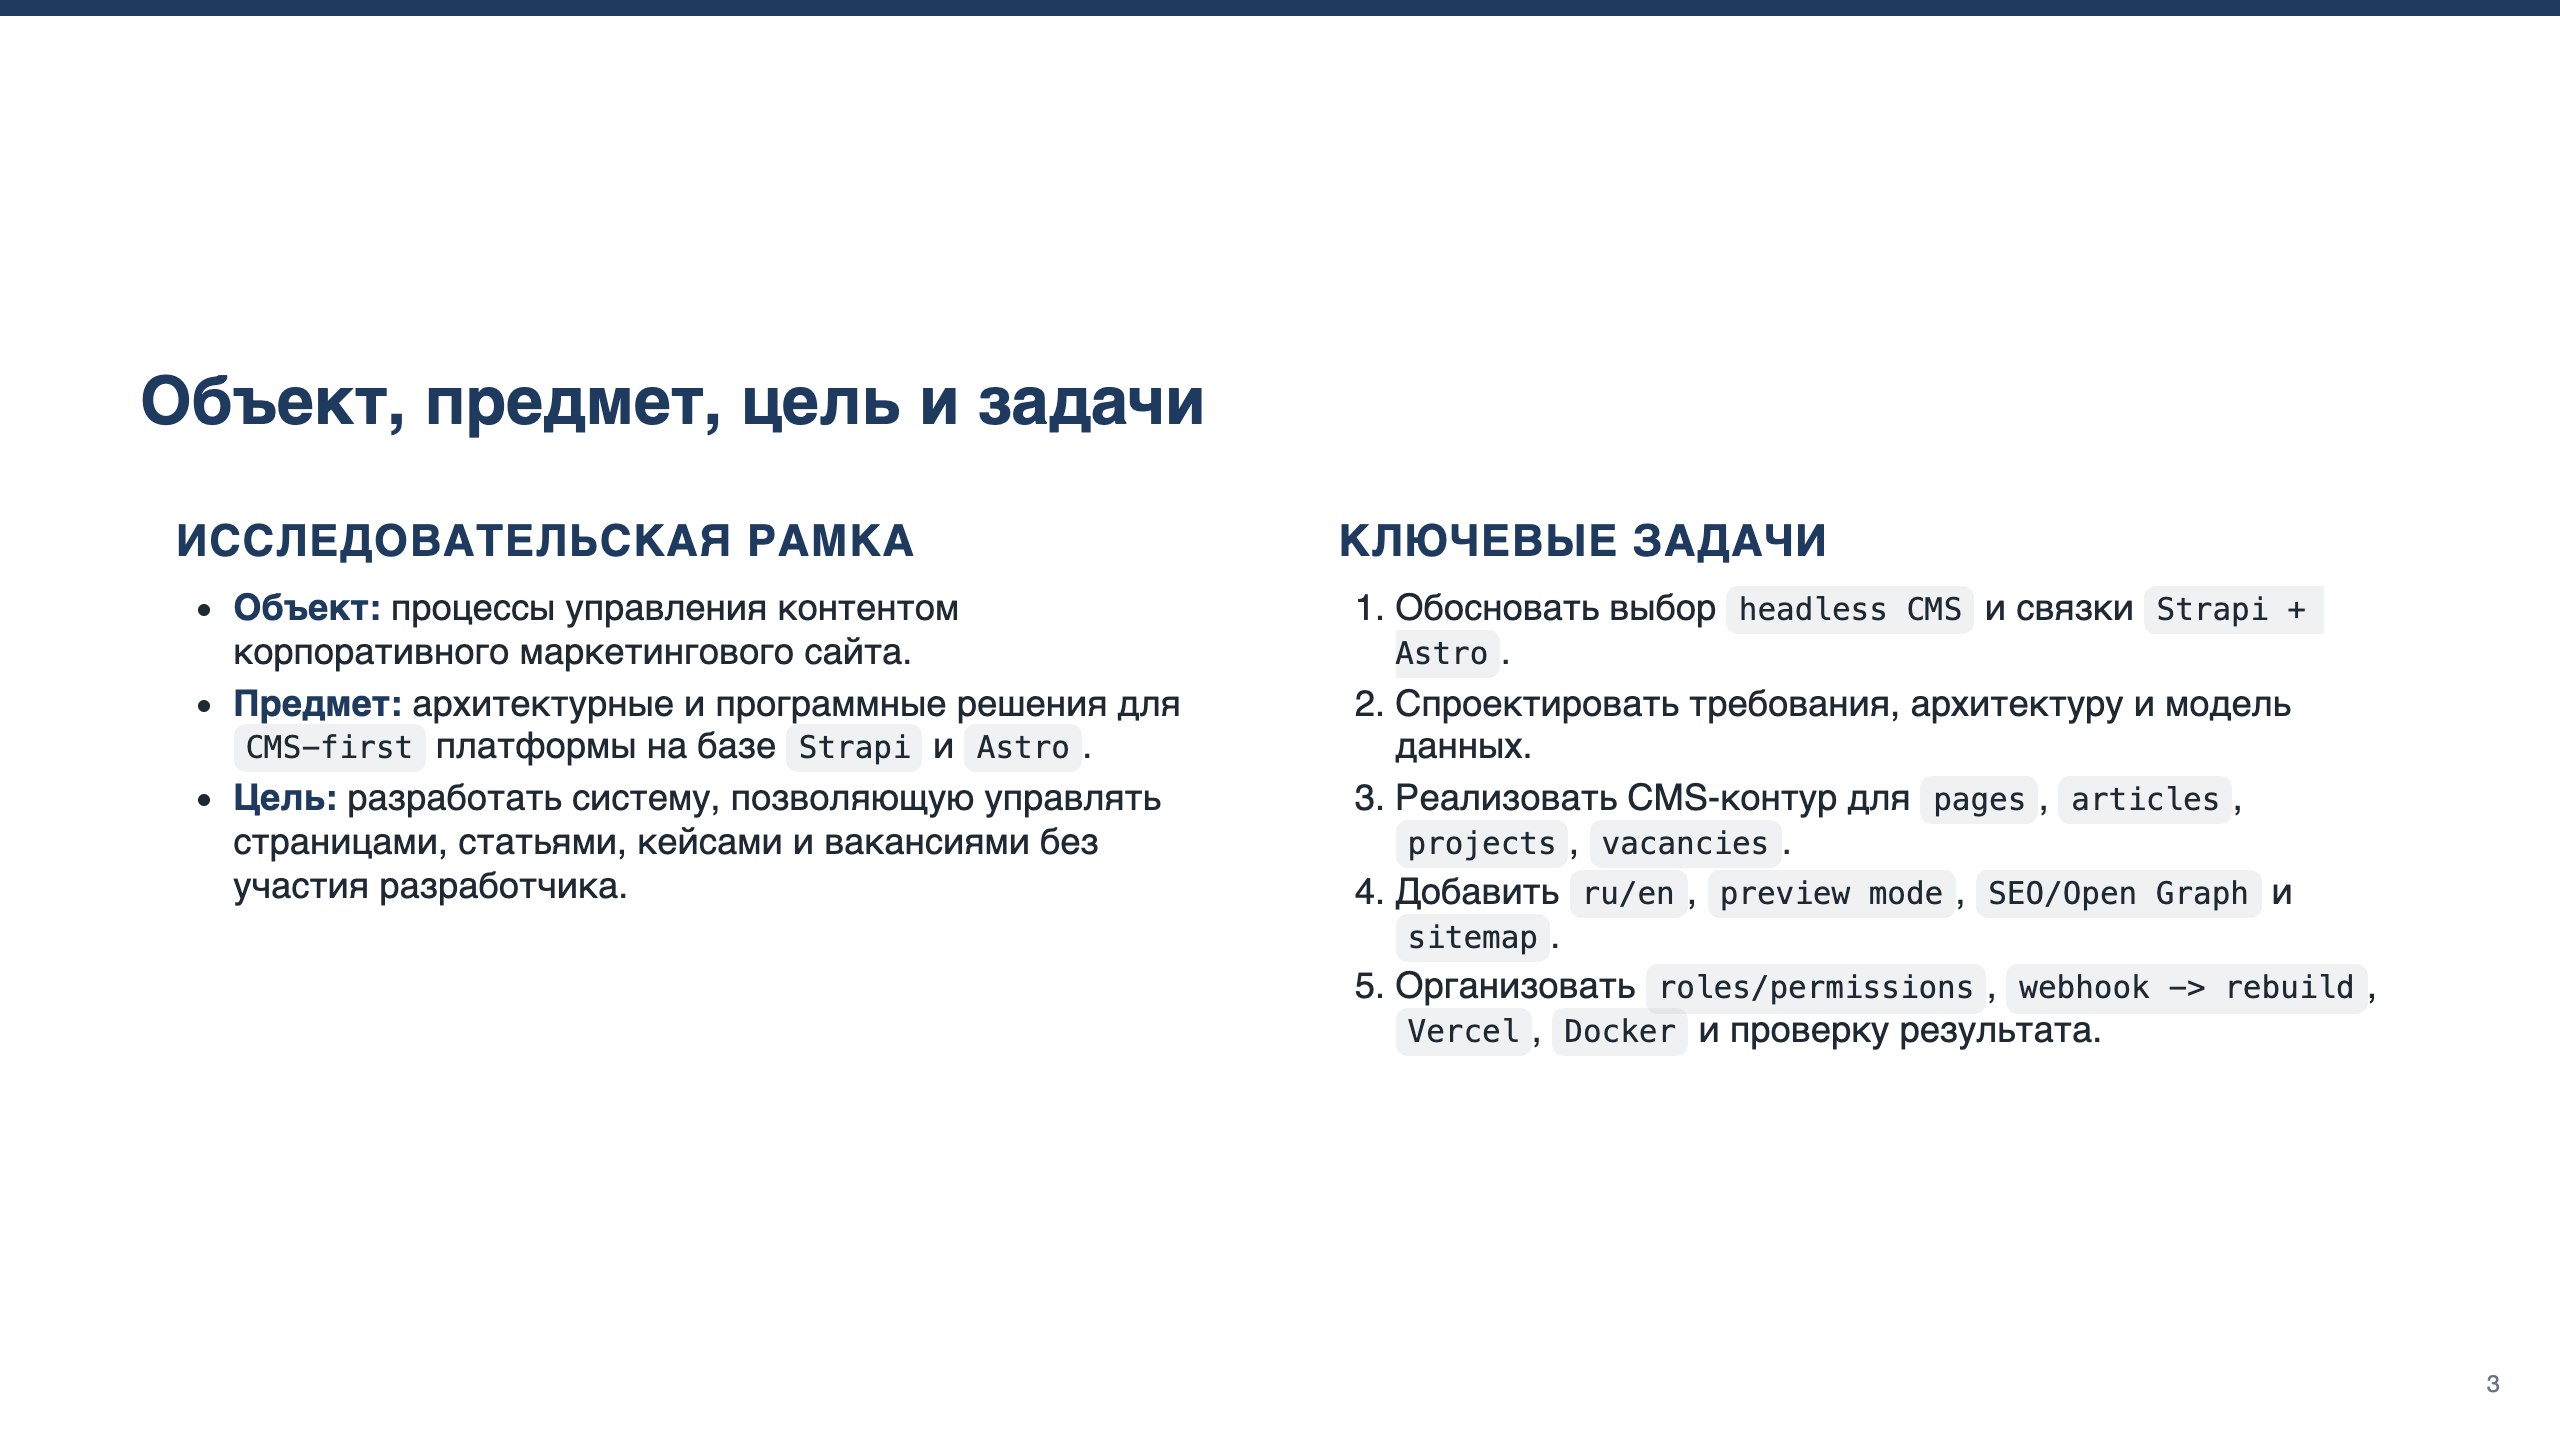 Объект, предмет, цель и задачи
ИССЛЕДОВАТЕЛЬСКАЯ РАМКА
• Объект: процессы управления контентом
корпоративного маркетингового сайта.
• Предмет: архитектурные и программные решения для
CMS-first платформы на базе Strapi и Astro.
• Цель: разработать систему, позволяющую управлять
страницами, статьями, кейсами и вакансиями без
участия разработчика.
КЛЮЧЕВЫЕ ЗАДАЧИ
1. Обосновать выбор headless CMS и связки Strapi +
Astro.
2. Спроектировать требования, архитектуру и модель
данных.
3. Реализовать CMS-контур для pages, articles,
projects, vacancies.
4. Добавить ru/en, preview mode, SEO/Open Graph и
sitemap.
5. Организовать roles/permissions, webhook -> rebuild,
Vercel, Docker и проверку результата.
3